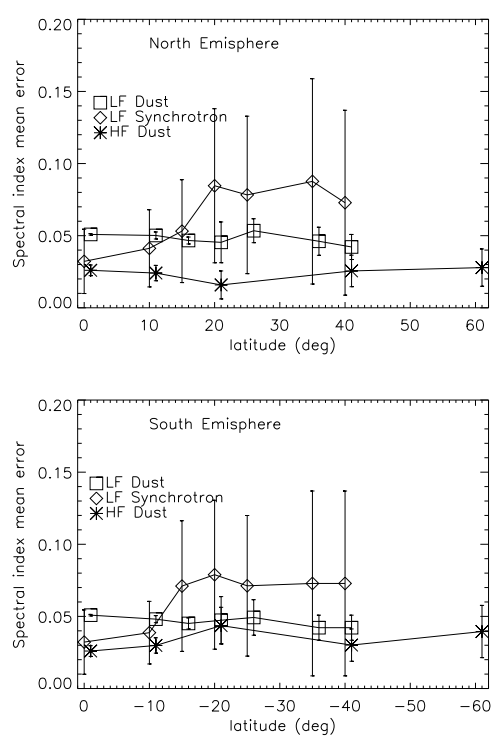 0.20
North Emisphere
0.15
LF Dust
LF Synchrotron
HF Dust
0.10
0.05
0.00
Spectral index mean error
0 10 20 30 40 50 60
latitude (deg)
0.20
South Emisphere
0.15
LF Dust
LF Synchrotron
HF Dust
0.10
0.05
0.00
Spectral index mean error
0 −10 −20 −30 −40 −50 −60
latitude (deg)